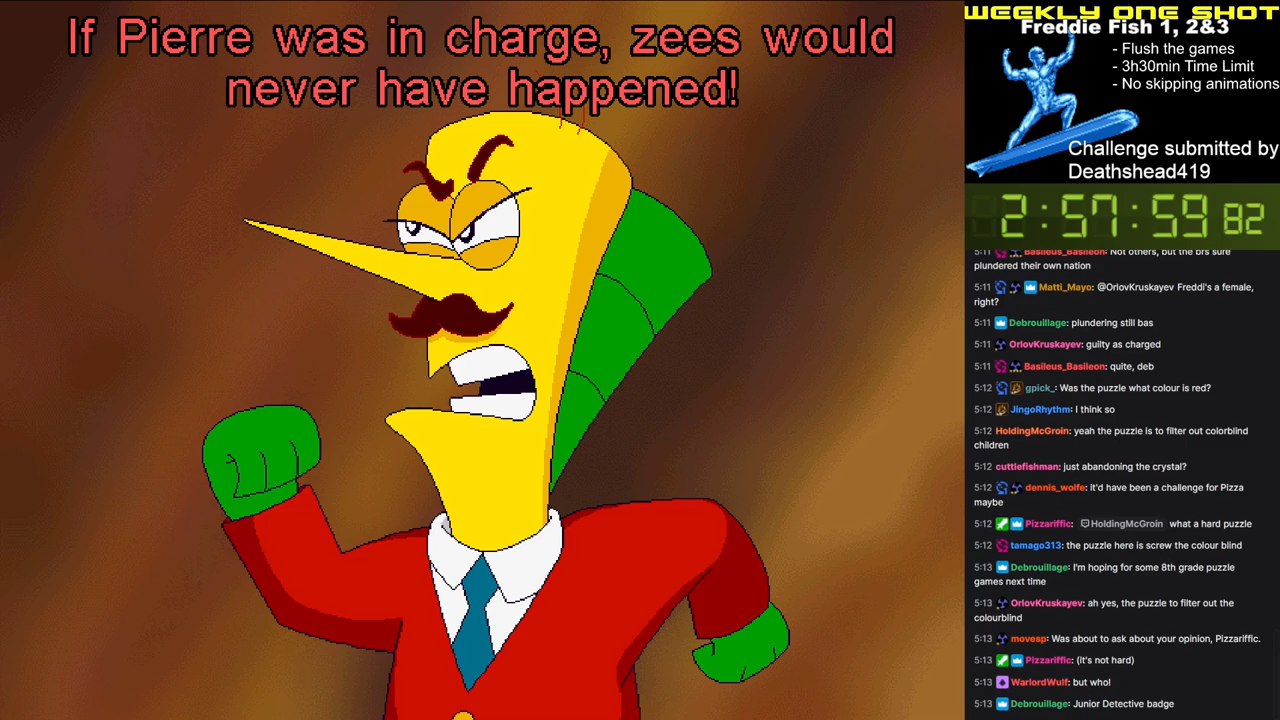 If Pierre was in charge, zees would
never have happened!
WEEKLY ONE SHOT
Freddie Fish 1, 2&3
- Flush the games
- 3h30min Time Limit
- No skipping animations
Challenge submitted by
Deathshead419
2:57:59 82
5:11 Basileus_Basileon: Not others, but the brs sure
plundered their own nation
5:11 Matti_Mayo: @OrlovKruskayev Freddi's a female,
right?
5:11 Debrouillage: plundering still bas
5:11 OrlovKruskayev: guilty as charged
5:11 Basileus_Basileon: quite, deb
5:12 gpick_: Was the puzzle what colour is red?
5:12 JingoRhythm: I think so
5:12 HoldingMcGroin: yeah the puzzle is to filter out colorblind
children
5:12 cuttlefishman: just abandoning the crystal?
5:12 dennis_wolfe: it'd have been a challenge for Pizza
maybe
5:12 Pizzariffic: HoldingMcGroin what a hard puzzle
5:12 tamago313: the puzzle here is screw the colour blind
5:13 Debrouillage: I'm hoping for some 8th grade puzzle
games next time
5:13 OrlovKruskayev: ah yes, the puzzle to filter out the
colourblind
5:13 movesp: Was about to ask about your opinion, Pizzariffic.
5:13 Pizzariffic: (it's not hard)
5:13 WarlordWulf: but who!
5:13 Debrouillage: Junior Detective badge